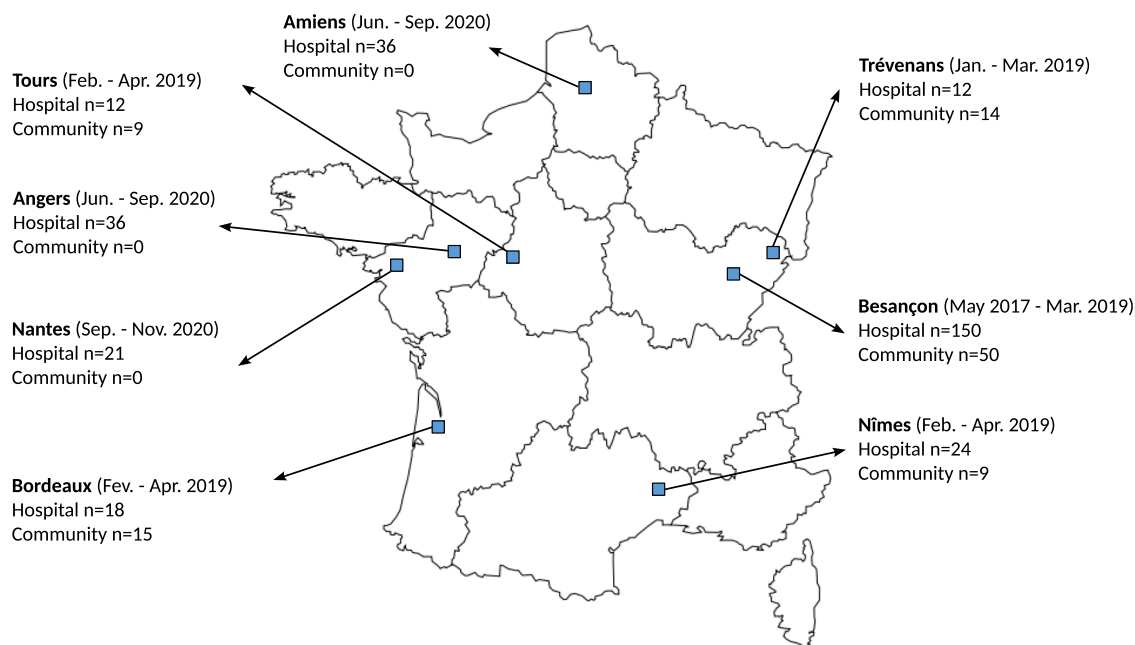 Amiens (Jun. - Sep. 2020)
Hospital n=36
Community n=0
Tours (Feb. - Apr. 2019)
Hospital n=12
Community n=9
Trévenans (Jan. - Mar. 2019)
Hospital n=12
Community n=14
Angers (Jun. - Sep. 2020)
Hospital n=36
Community n=0
Nantes (Sep. - Nov. 2020)
Hospital n=21
Community n=0
Besançon (May 2017 - Mar. 2019)
Hospital n=150
Community n=50
Nîmes (Feb. - Apr. 2019)
Hospital n=24
Community n=9
Bordeaux (Fev. - Apr. 2019)
Hospital n=18
Community n=15